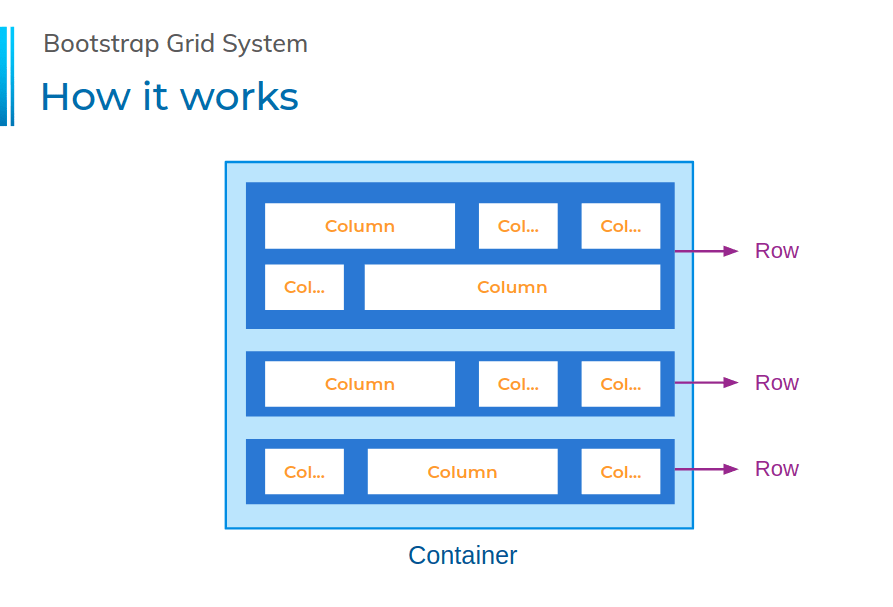 Bootstrap Grid System
How it works
Column Col... Col...
Row
Col... Column
Column Col... Col...
Row
Col... Column Col...
Row
Container